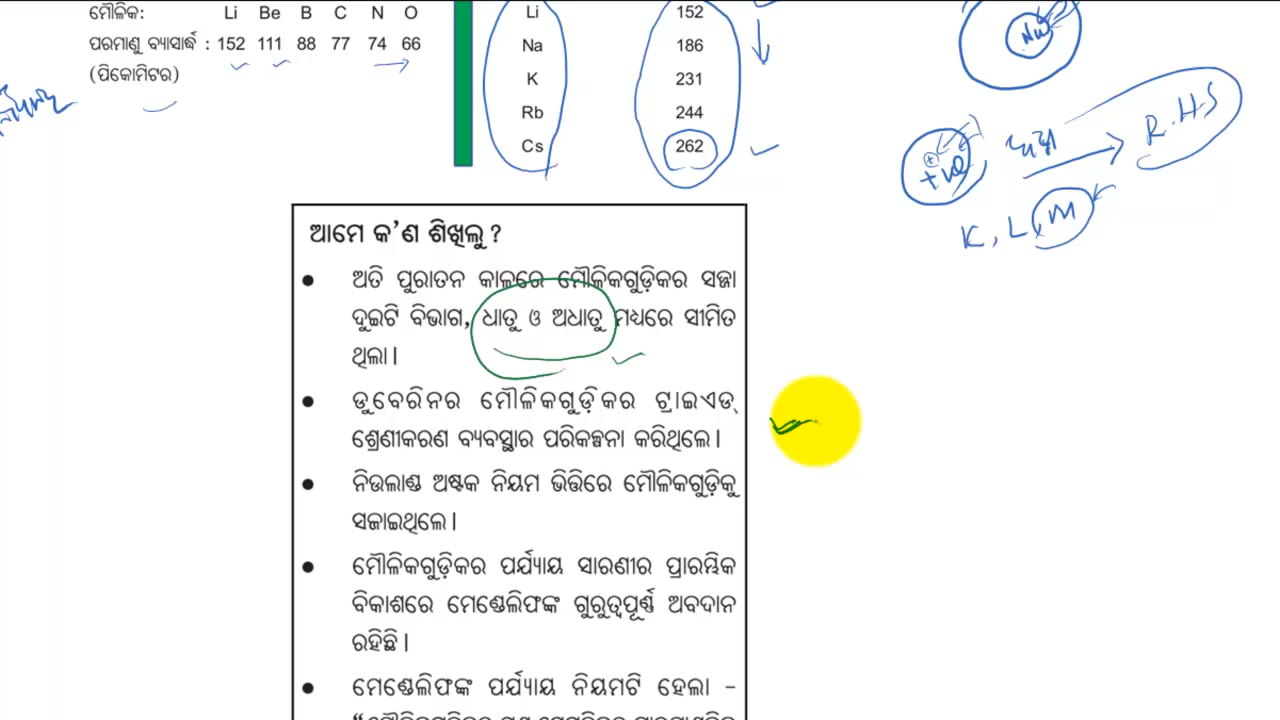 ମୌଳିକ: Li Be B C N O
ପରମାଣୁ ବ୍ୟାସାର୍ଦ୍ଧ : 152 111 88 77 74 66
(ପିକୋମିଟର)
Li 152
Na 186
K 231
Rb 244
Cs 262
Nu
+ve
R.H.S
K, L, M
ଆମେ କ'ଣ ଶିଖିଲୁ ?
• ଅତି ପୁରାତନ କାଳରେ ମୌଳିକଗୁଡ଼ିକର ସଜ୍ଜା
ଦୁଇଟି ବିଭାଗ, ଧାତୁ ଓ ଅଧାତୁ ମଧ୍ୟରେ ସୀମିତ
ଥିଲା।
• ଡୁବେରିନର ମୌଳିକଗୁଡ଼ିକର ଟ୍ରାଇଏଡ୍
ଶ୍ରେଣୀକରଣ ବ୍ୟବସ୍ଥାର ପରିକଳ୍ପନା କରିଥିଲେ।
• ନିଉଲାଣ୍ଡ ଅଷ୍ଟକ ନିୟମ ଭିତ୍ତିରେ ମୌଳିକଗୁଡ଼ିକୁ
ସଜାଇଥିଲେ।
• ମୌଳିକଗୁଡ଼ିକର ପର୍ଯ୍ୟାୟ ସାରଣୀର ପ୍ରାରମ୍ଭିକ
ବିକାଶରେ ମେଣ୍ଡେଲିଫଙ୍କ ଗୁରୁତ୍ୱପୂର୍ଣ୍ଣ ଅବଦାନ
ରହିଛି।
• ମେଣ୍ଡେଲିଫଙ୍କ ପର୍ଯ୍ୟାୟ ନିୟମଟି ହେଲା -